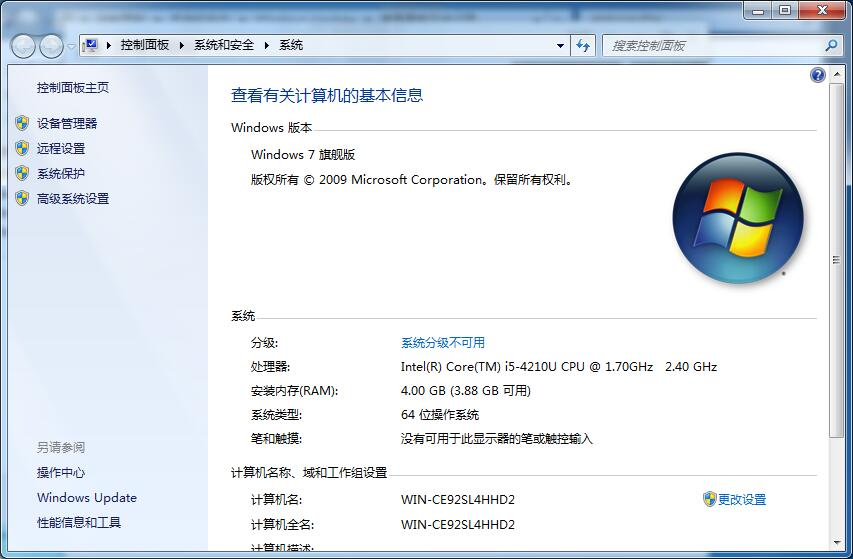 控制面板 ▸ 系统和安全 ▸ 系统
搜索控制面板
控制面板主页
设备管理器
远程设置
系统保护
高级系统设置
另请参阅
操作中心
Windows Update
性能信息和工具
查看有关计算机的基本信息
Windows 版本
Windows 7 旗舰版
版权所有 © 2009 Microsoft Corporation。保留所有权利。
系统
分级: 系统分级不可用
处理器: Intel(R) Core(TM) i5-4210U CPU @ 1.70GHz 2.40 GHz
安装内存(RAM): 4.00 GB (3.88 GB 可用)
系统类型: 64 位操作系统
笔和触摸: 没有可用于此显示器的笔或触控输入
计算机名称、域和工作组设置
计算机名: WIN-CE92SL4HHD2 更改设置
计算机全名: WIN-CE92SL4HHD2
计算机描述: